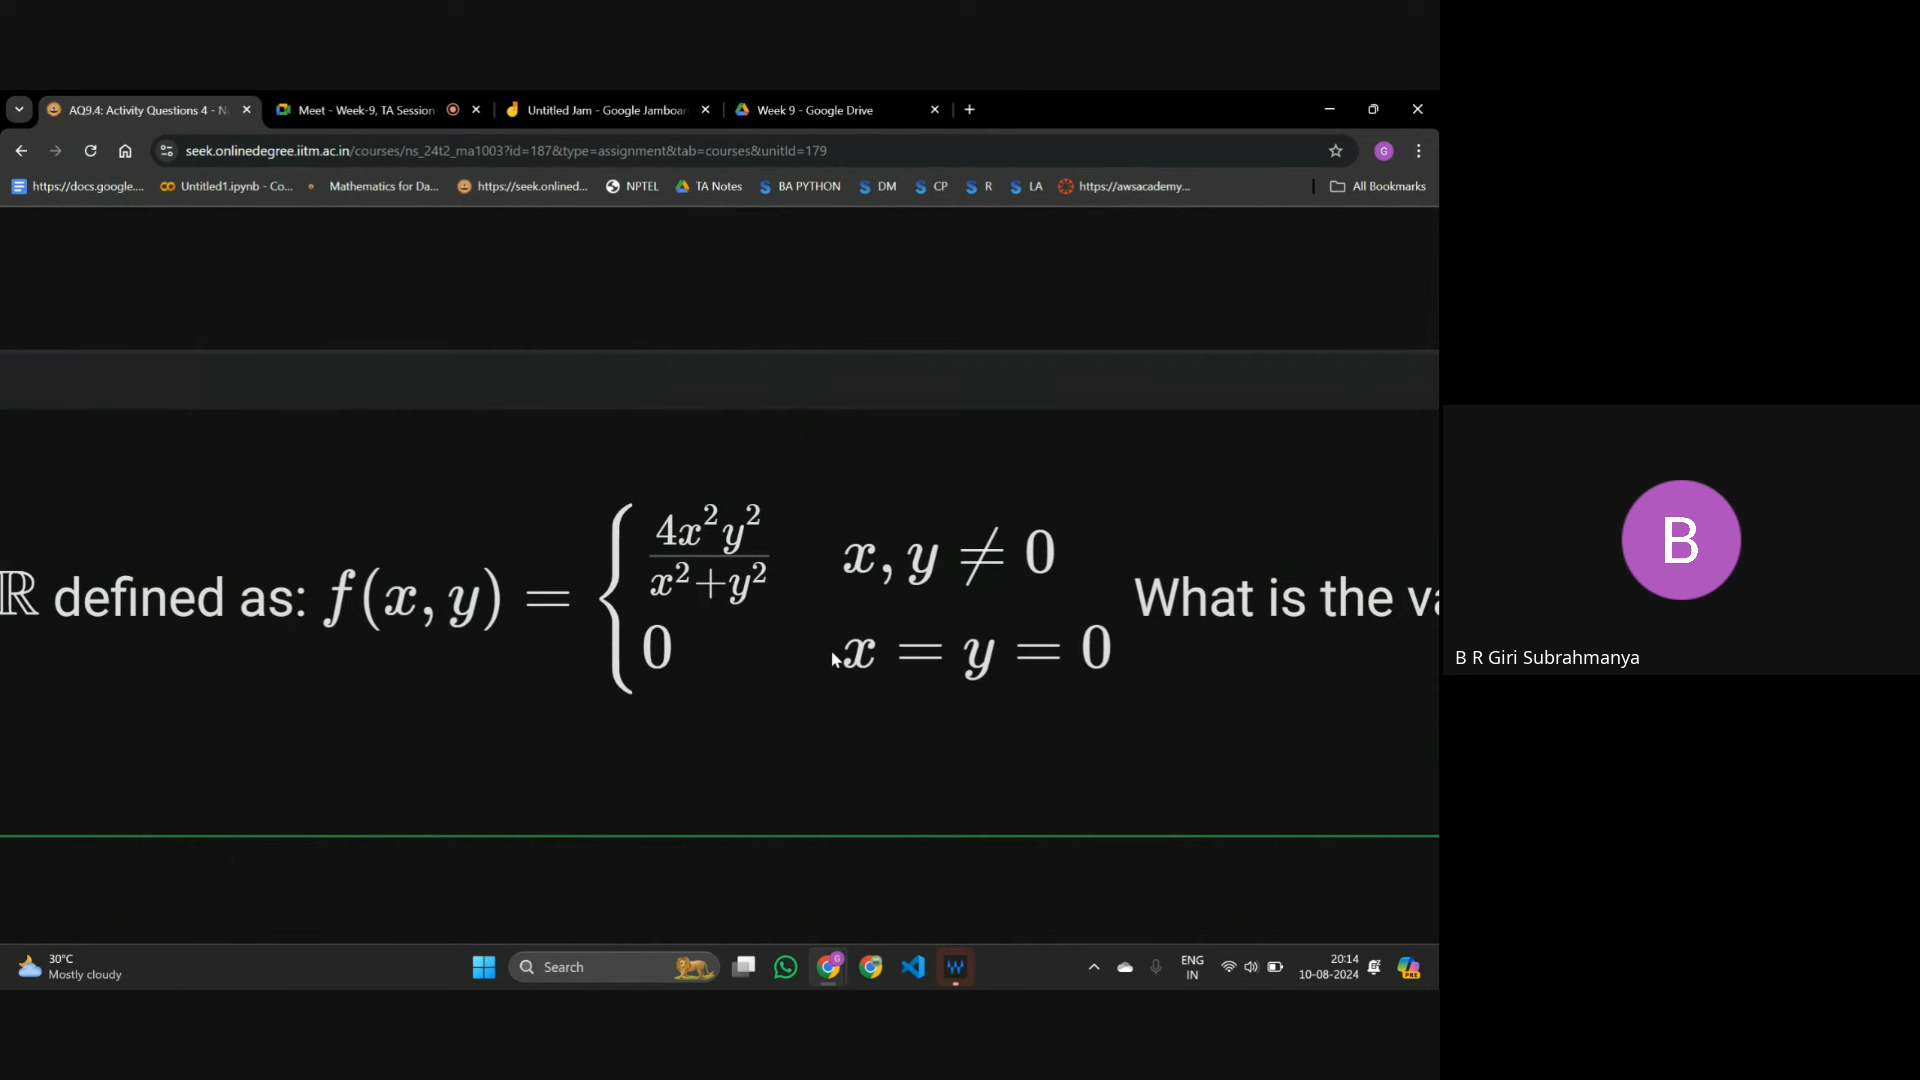 AQ9.4: Activity Questions 4 - N
Meet - Week-9, TA Session
Untitled Jam - Google Jamboar
Week 9 - Google Drive
seek.onlinedegree.iitm.ac.in/courses/ns_24t2_ma1003?id=187&type=assignment&tab=courses&unitId=179
G
https://docs.google....
Untitled1.ipynb - Co...
Mathematics for Da...
https://seek.onlined...
NPTEL
TA Notes
BA PYTHON
DM
CP
R
LA
https://awsacademy...
All Bookmarks
ℝ defined as: f(x, y) = { 4x²y² / x²+y²   x, y ≠ 0
0   x = y = 0
What is the va
B
B R Giri Subrahmanya
30°C
Mostly cloudy
Search
ENG
IN
20:14
10-08-2024